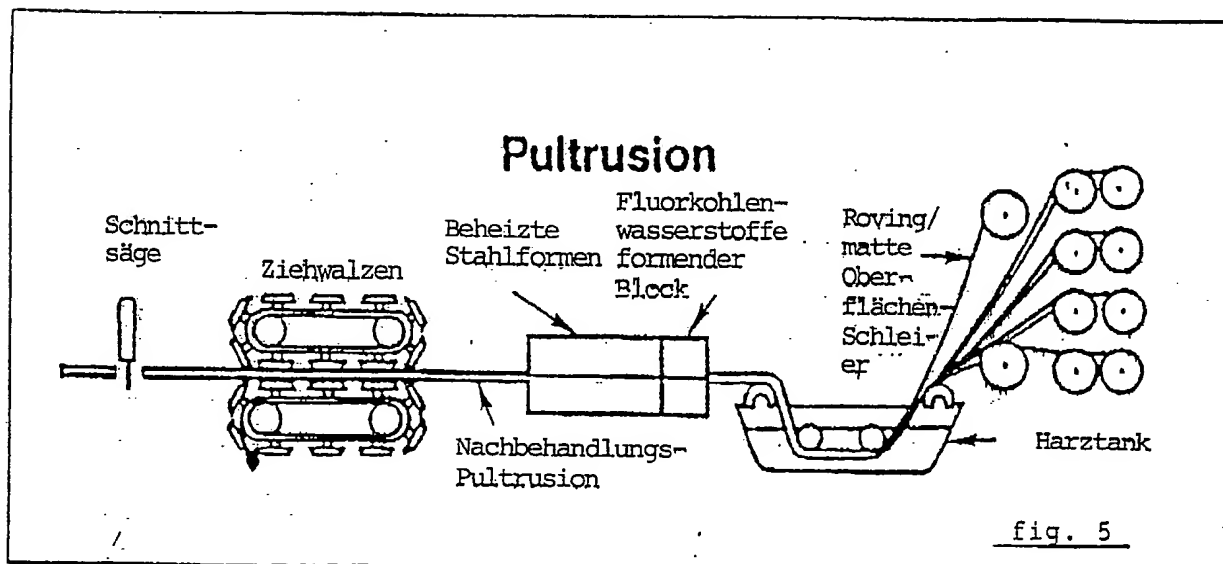 Pultrusion
Schnitt-
säge
Ziehwalzen
Beheizte
Stahlformen
Fluorkohlen-
wasserstoffe
formender
Block
Roving/
matte
Ober-
flächen-
Schlei-
er
Nachbehandlungs-
Pultrusion
Harztank
fig. 5